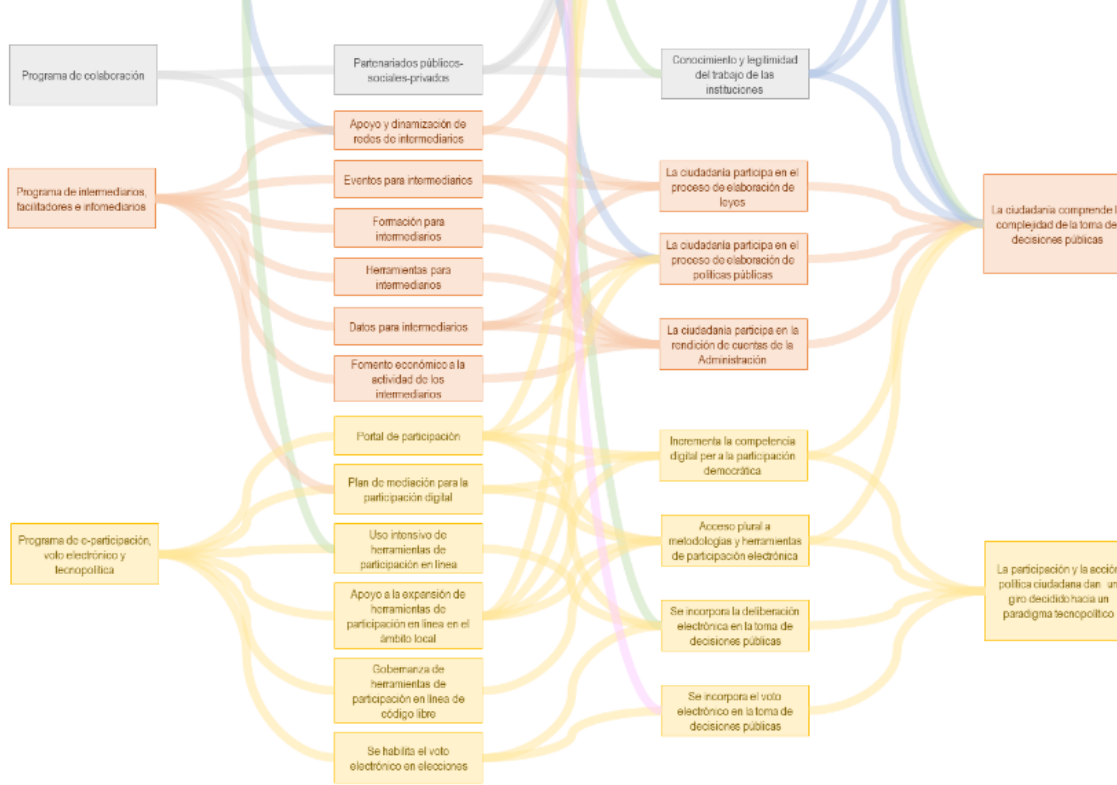 Programa de colaboración
Programa de intermediarios,
facilitadores e infomediarios
Programa de e-participación,
voto electrónico y
tecnopolítica
Partenariados públicos-
sociales-privados
Apoyo y dinamización de
redes de intermediarios
Eventos para intermediarios
Formación para
intermediarios
Herramientas para
intermediarios
Datos para intermediarios
Fomento económico a la
actividad de los
intermediarios
Portal de participación
Plan de mediación para la
participación digital
Uso intensivo de
herramientas de
participación en línea
Apoyo a la expansión de
herramientas de
participación en línea en el
ámbito local
Gobernanza de
herramientas de
participación en línea de
código libre
Se habilita el voto
electrónico en elecciones
Conocimiento y legitimidad
del trabajo de las
instituciones
La ciudadanía participa en el
proceso de elaboración de
leyes
La ciudadanía participa en el
proceso de elaboración de
políticas públicas
La ciudadanía participa en la
rendición de cuentas de la
Administración
Incrementa la competencia
digital per a la participación
democrática
Acceso plural a
metodologías y herramientas
de participación electrónica
Se incorpora la deliberación
electrónica en la toma de
decisiones públicas
Se incorpora el voto
electrónico en la toma de
decisiones públicas
La ciudadanía comprende
complejidad de la toma de
decisiones públicas
La participación y la acción
política ciudadana dan un
giro decidido hacia un
paradigma tecnopolítico